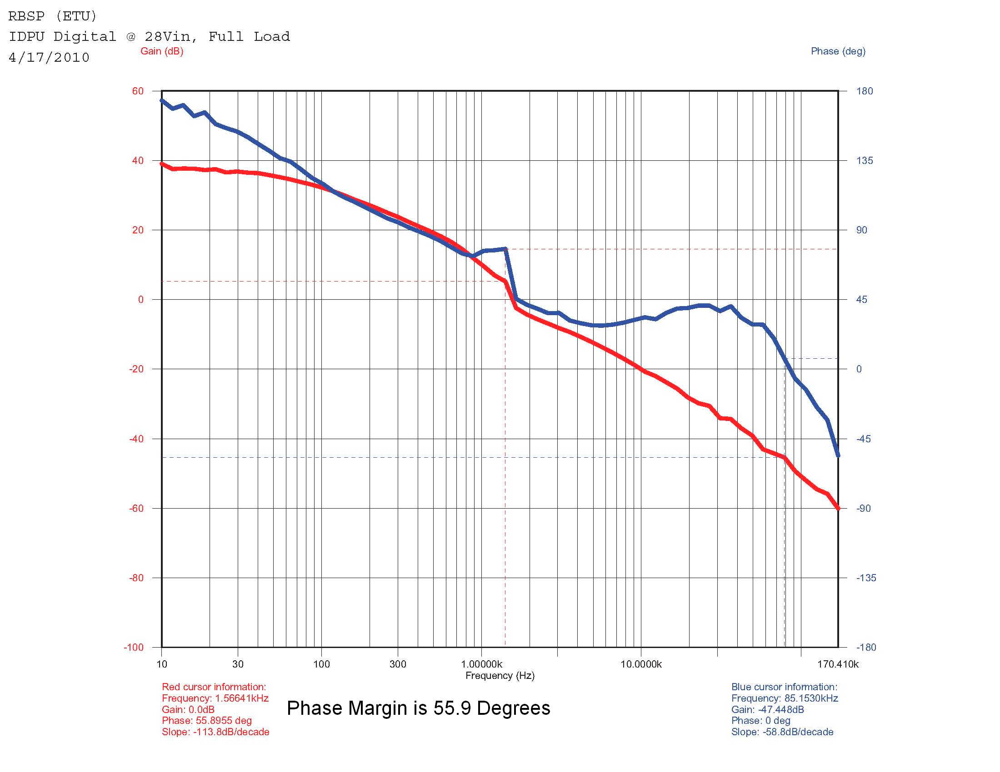 RBSP (ETU)
IDPU Digital @ 28Vin, Full Load
4/17/2010
Gain (dB)
Phase (deg)
60
40
20
0
-20
-40
-60
-80
-100
180
135
90
45
0
-45
-90
-135
-180
10 30 100 300 1.00000k 10.0000k 170.410k
Frequency (Hz)
Red cursor information:
Frequency: 1.56641kHz
Gain: 0.0dB
Phase: 55.8955 deg
Slope: -113.8dB/decade
Phase Margin is 55.9 Degrees
Blue cursor information:
Frequency: 85.1530kHz
Gain: -47.448dB
Phase: 0 deg
Slope: -58.8dB/decade